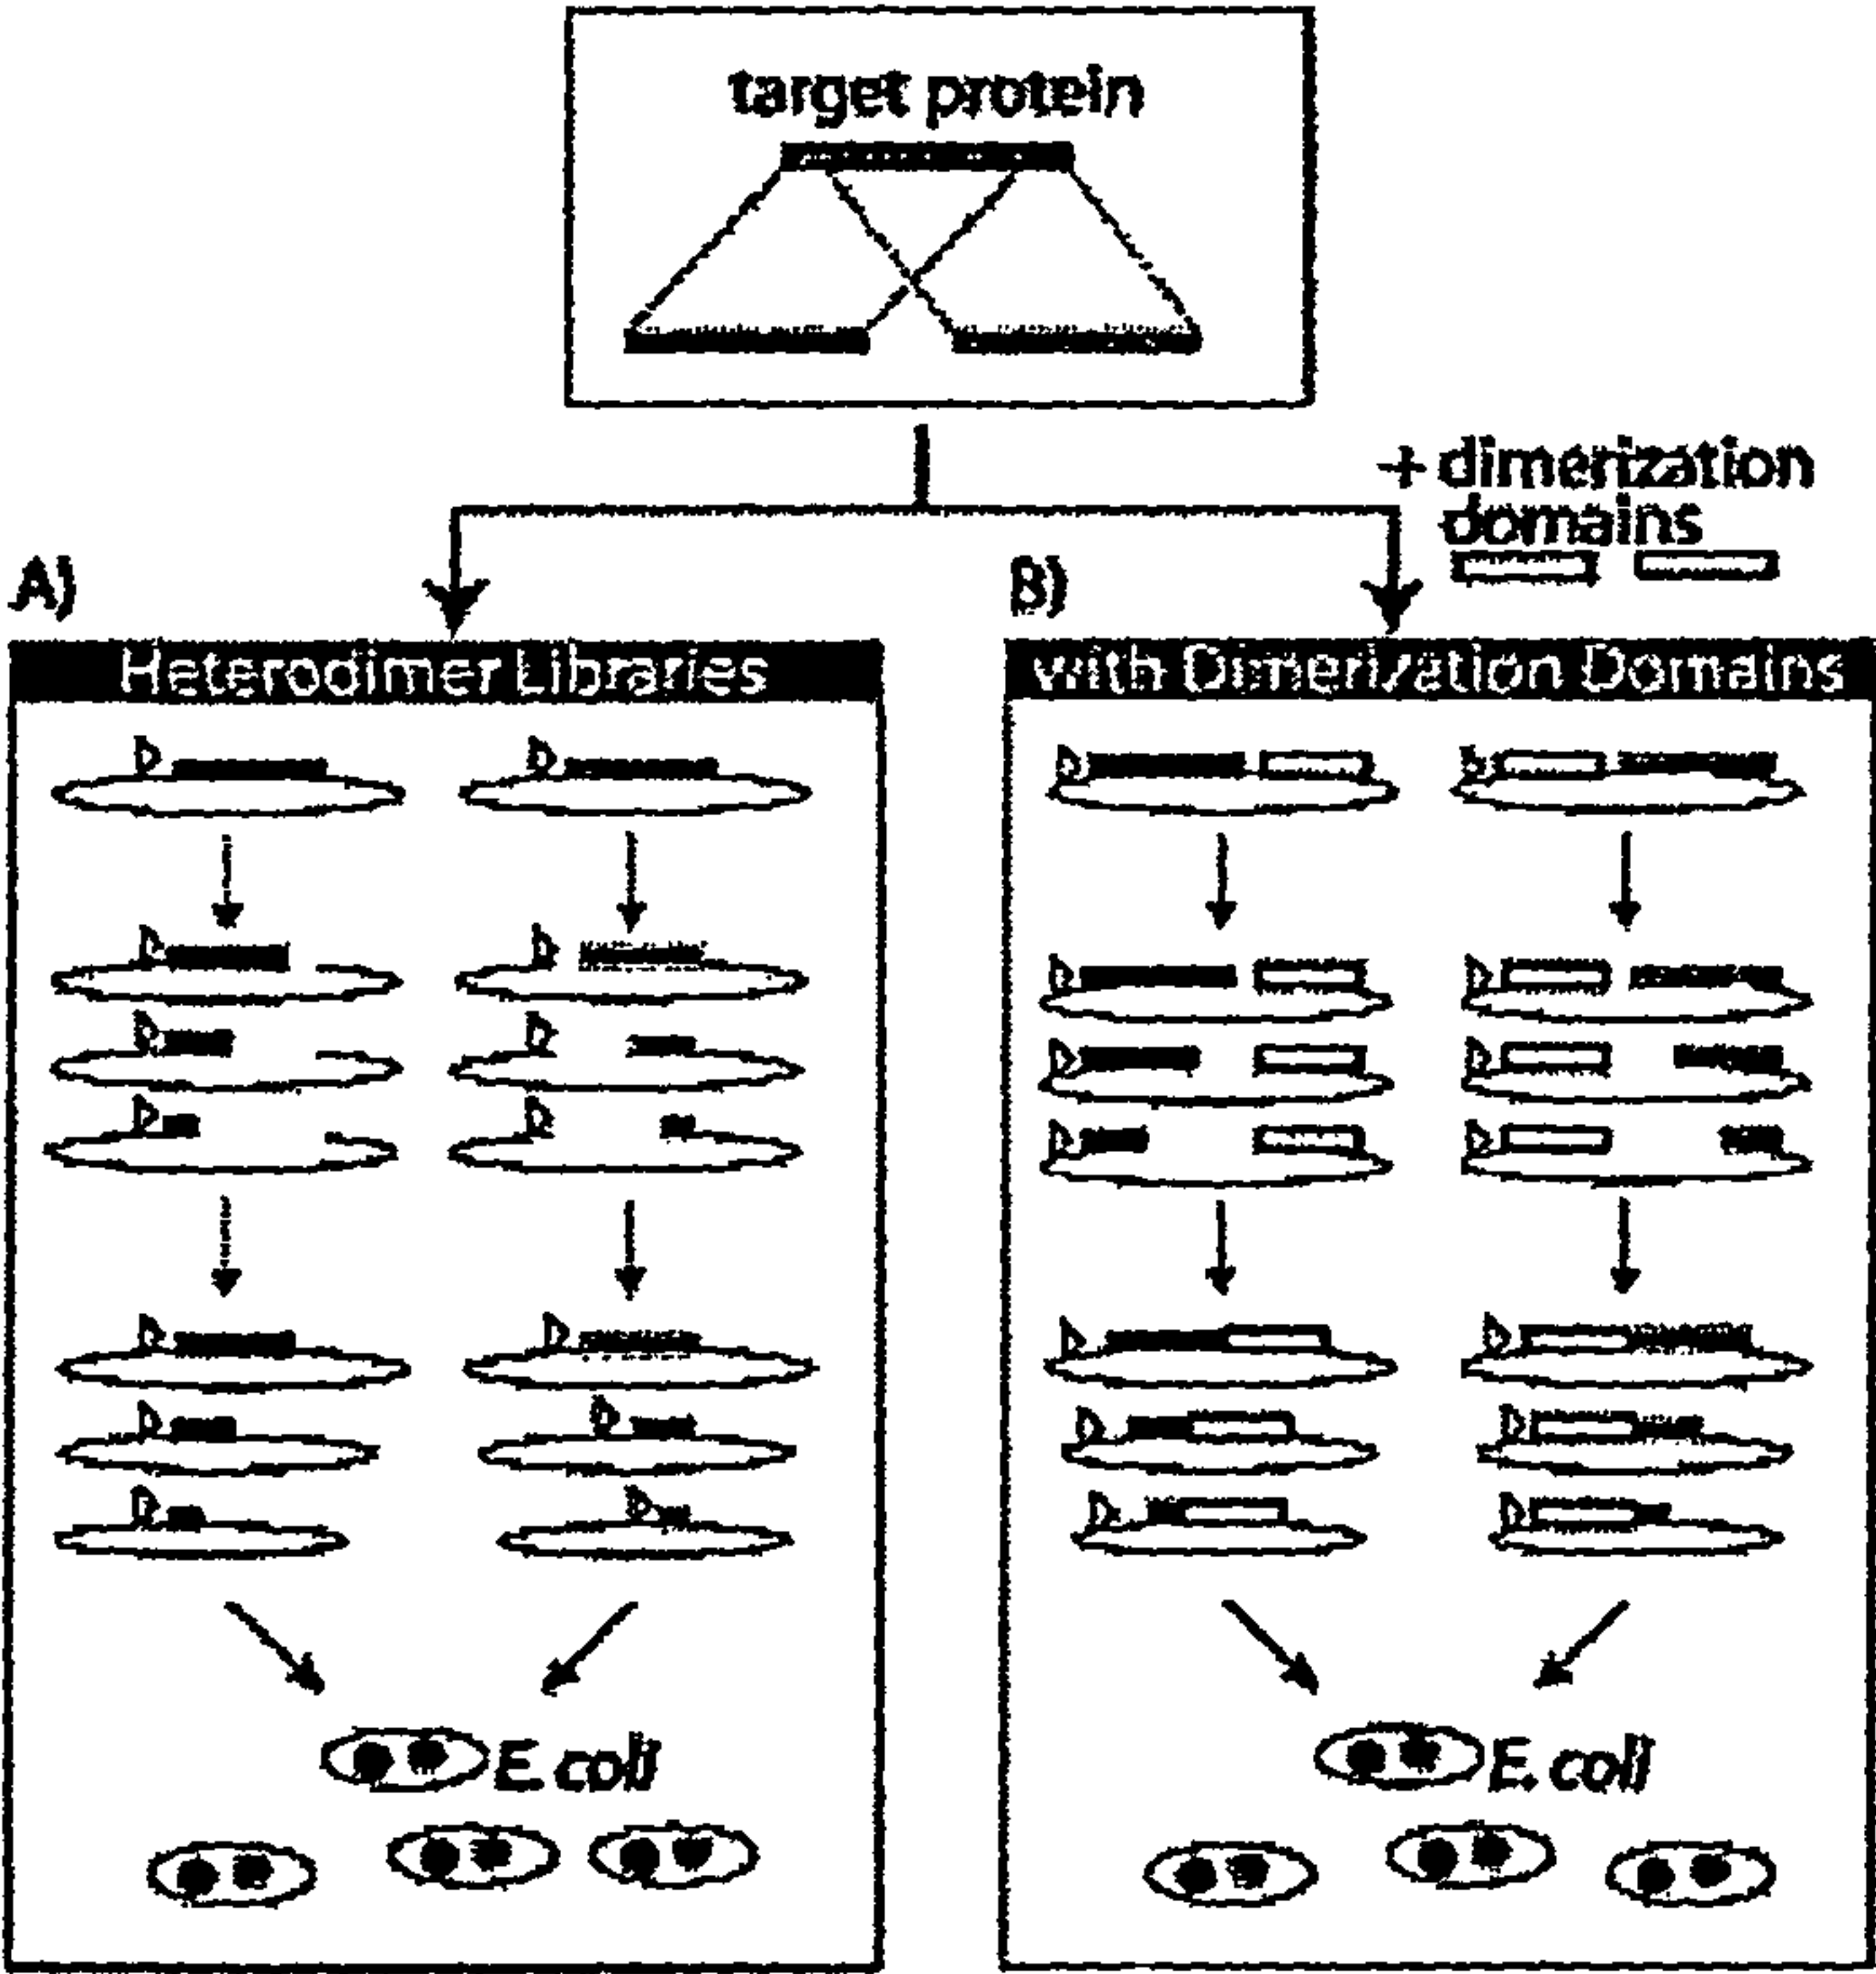 target protein
+ dimerization
domains
A)
B)
Heterodimer Libraries
with Dimerization Domains
E. coli
E. coli